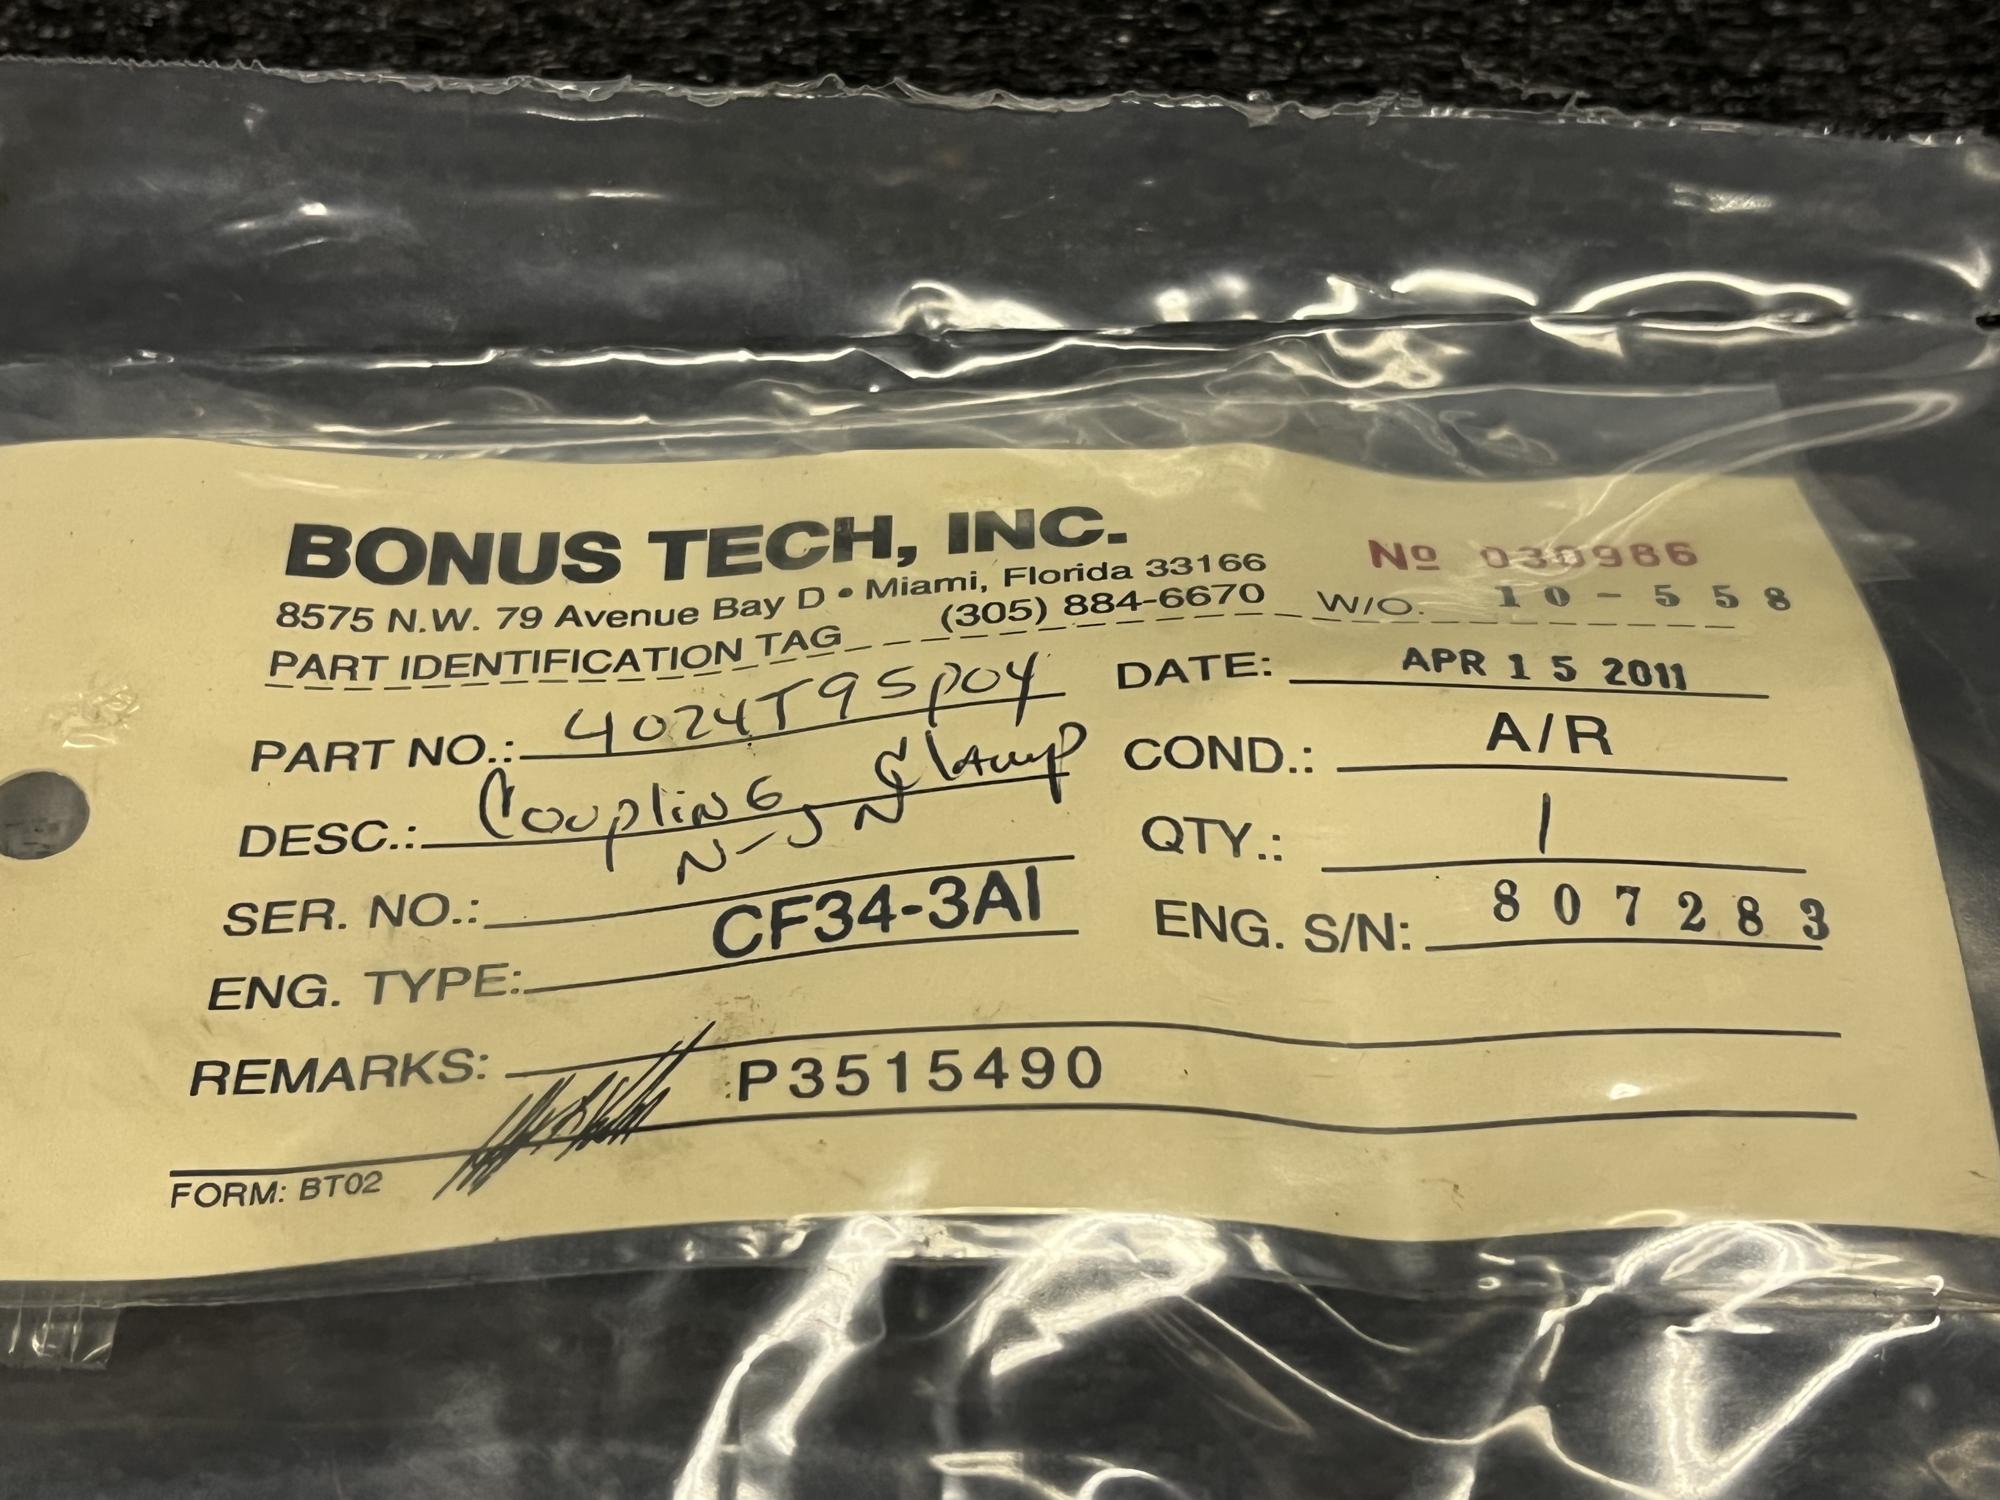 BONUS TECH, INC.
Nº 030986
8575 N.W. 79 Avenue Bay D • Miami, Florida 33166
(305) 884-6670
W/O. 10-558
PART IDENTIFICATION TAG
PART NO.: 4024T95P04
DATE: APR 15 2011
DESC.: Coupling Clamp
COND.: A/R
SER. NO.: N-SN
QTY.: 1
ENG. TYPE: CF34-3A1
ENG. S/N: 807283
REMARKS: P3515490
FORM: BT02